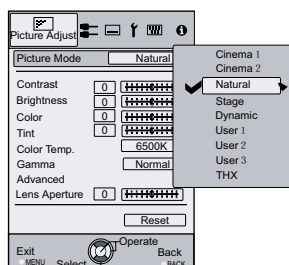 Picture Adjust
Picture Mode Natural
Contrast 0
Brightness 0
Color 0
Tint 0
Color Temp. 6500K
Gamma Normal
Advanced
Lens Aperture 0
Reset
Exit
MENU
Select
Operate
Back
BACK
Cinema 1
Cinema 2
Natural
Stage
Dynamic
User 1
User 2
User 3
THX